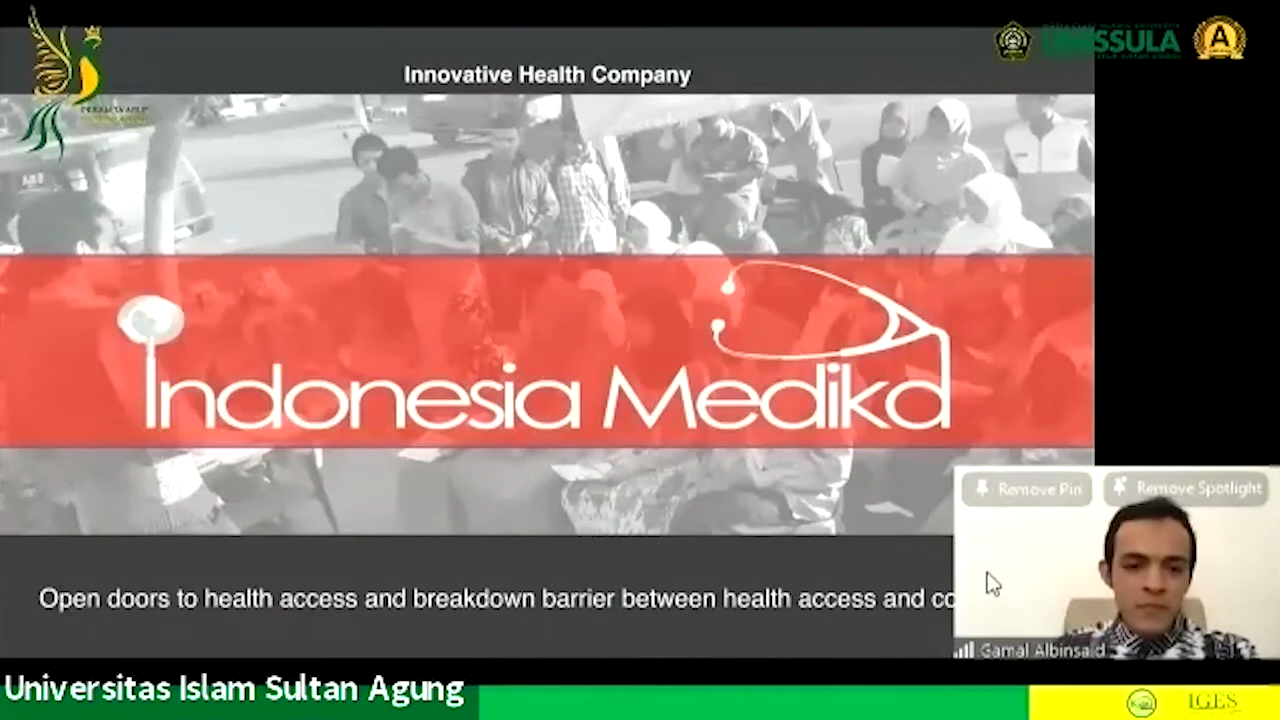 Innovative Health Company
UNISSULA
A
Indonesia Medika
Remove Pin
Remove Spotlight
Open doors to health access and breakdown barrier between health access and co
Gamal Albinsaid
Universitas Islam Sultan Agung
IGES